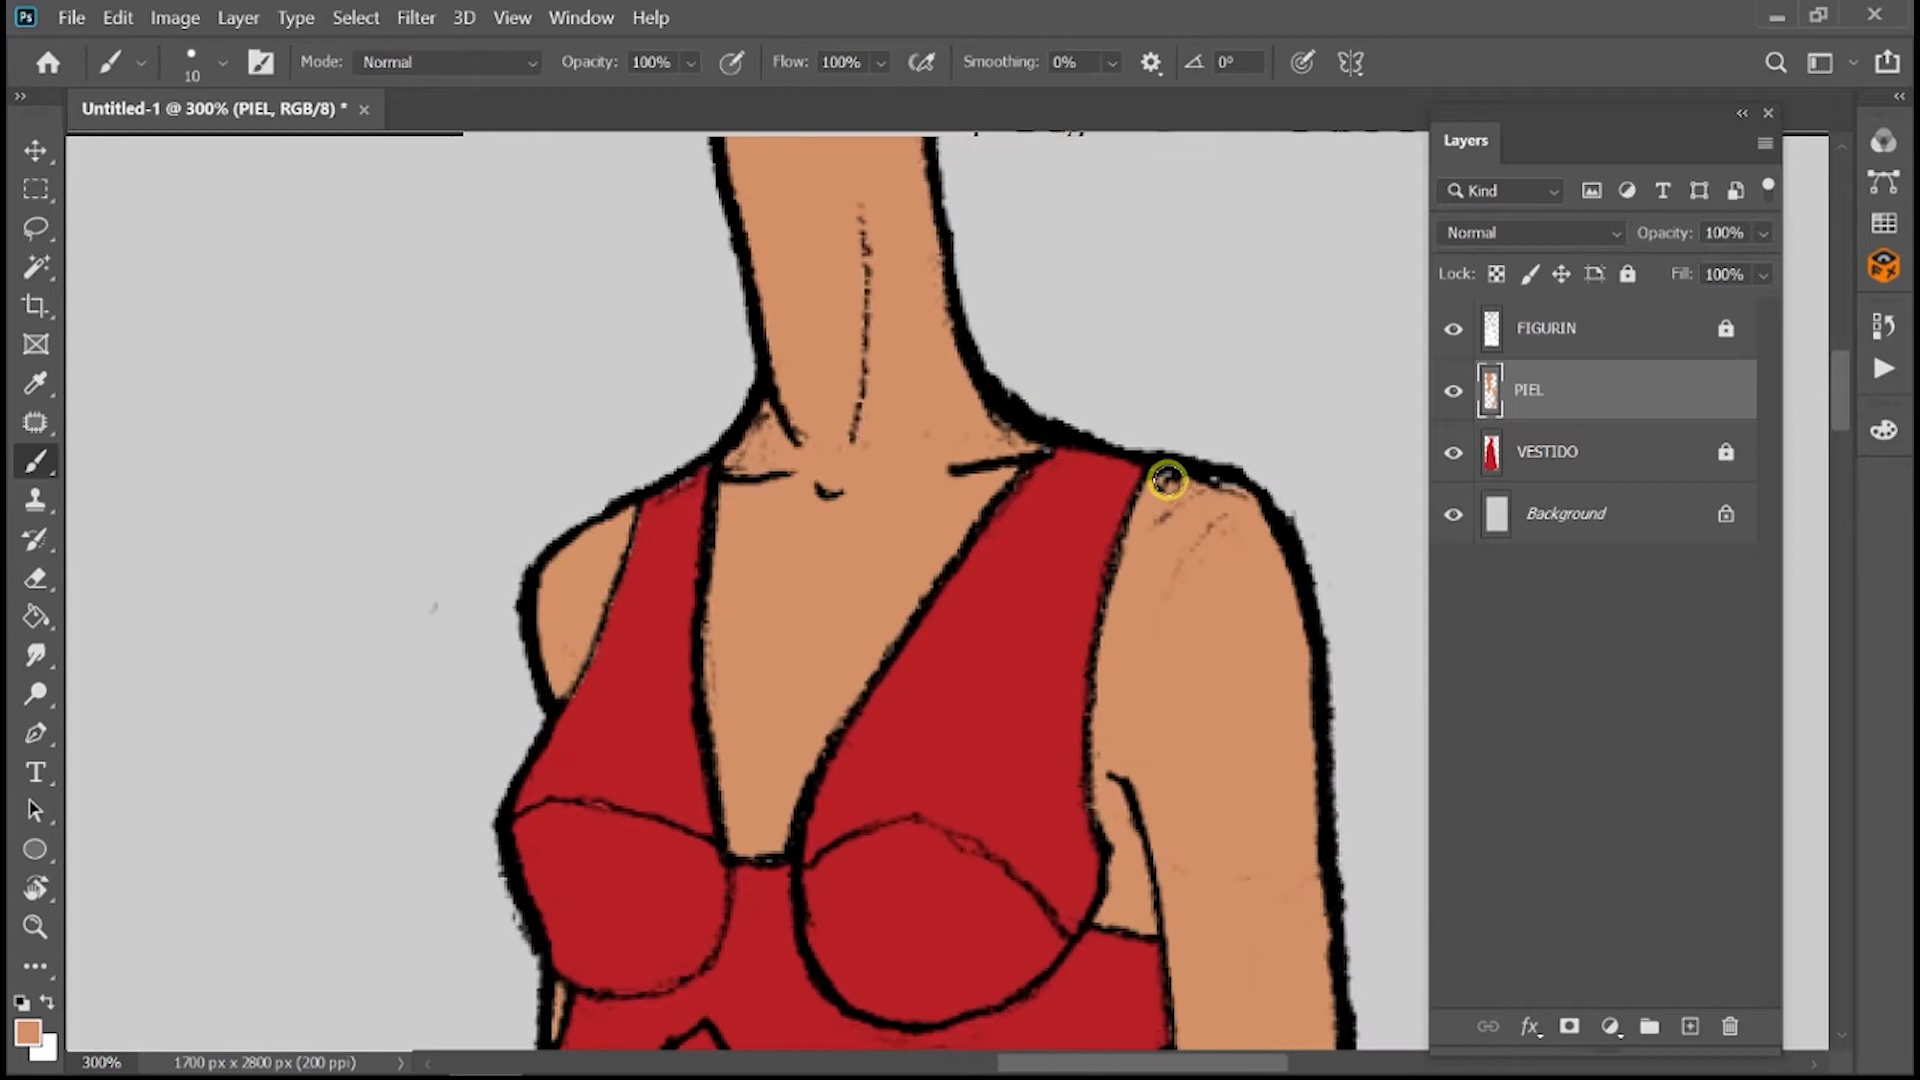 Ps File Edit Image Layer Type Select Filter 3D View Window Help
10 Mode: Normal Opacity: 100% Flow: 100% Smoothing: 0% 0°
Untitled-1 @ 300% (PIEL, RGB/8) *
Layers
Kind
Normal Opacity: 100%
Lock: Fill: 100%
FIGURIN
PIEL
VESTIDO
Background
fx
300% 1700 px x 2800 px (200 ppi)